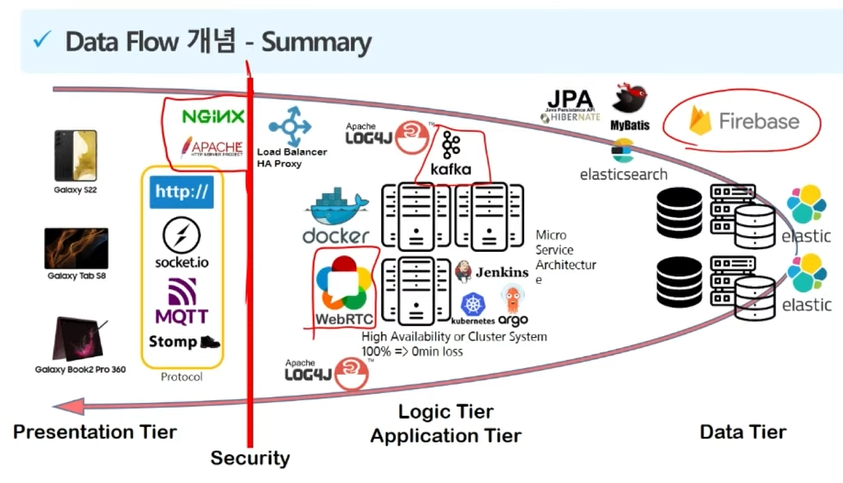 ✓ Data Flow 개념 - Summary
NGINX
APACHE
HTTP SERVER PROJECT
Load Balancer
HA Proxy
Apache
LOG4J™
kafka
JPA
Java Persistence API
HIBERNATE
MyBatis
Firebase
elasticsearch
Galaxy S22
http://
docker
elastic
socket.io
Micro
Service
Architectur
e
Galaxy Tab S8
MQTT
WebRTC
Jenkins
kubernetes
argo
elastic
Stomp
High Availability or Cluster System
100% => 0min loss
Galaxy Book2 Pro 360
Protocol
Apache
LOG4J™
Presentation Tier
Logic Tier
Application Tier
Data Tier
Security